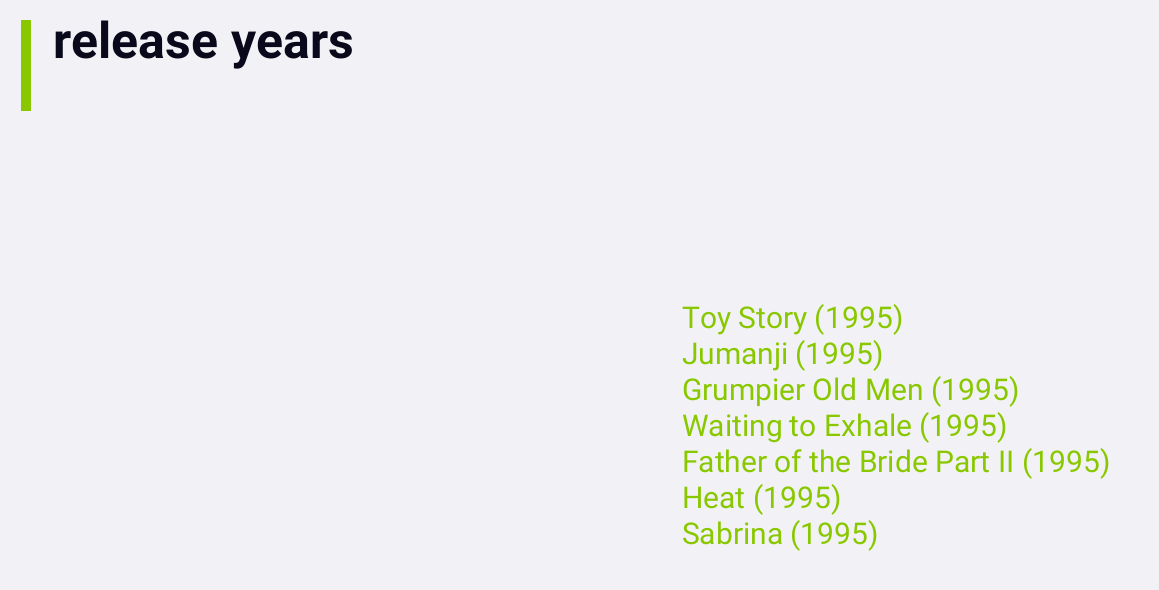 release years
Toy Story (1995)
Jumanji (1995)
Grumpier Old Men (1995)
Waiting to Exhale (1995)
Father of the Bride Part II (1995)
Heat (1995)
Sabrina (1995)